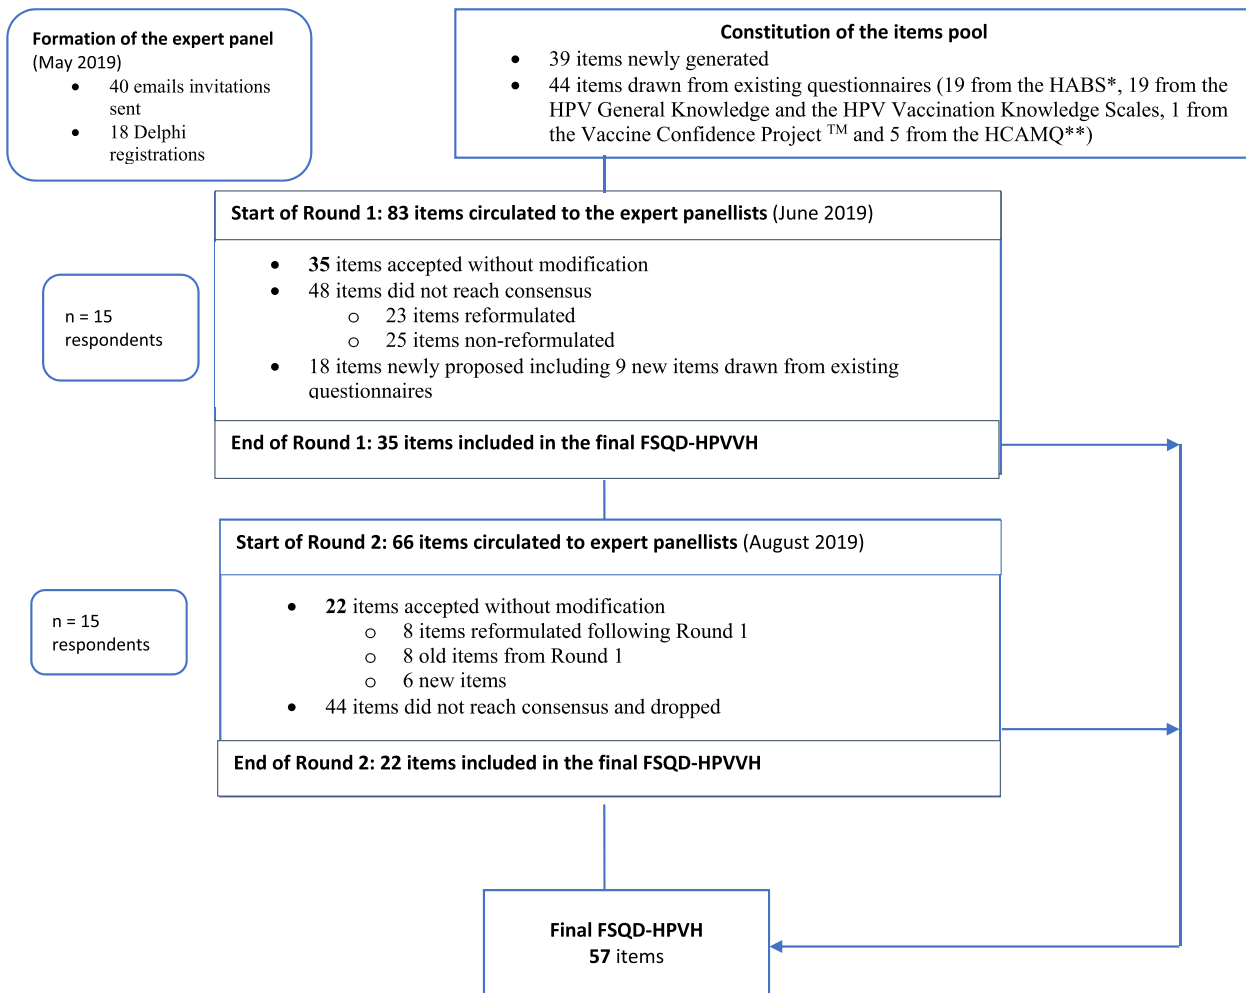 Formation of the expert panel
(May 2019)
• 40 emails invitations
sent
• 18 Delphi
registrations
Constitution of the items pool
• 39 items newly generated
• 44 items drawn from existing questionnaires (19 from the HABS*, 19 from the
HPV General Knowledge and the HPV Vaccination Knowledge Scales, 1 from
the Vaccine Confidence Project TM and 5 from the HCAMQ**)
Start of Round 1: 83 items circulated to the expert panellists (June 2019)
• 35 items accepted without modification
• 48 items did not reach consensus
o 23 items reformulated
o 25 items non-reformulated
• 18 items newly proposed including 9 new items drawn from existing
questionnaires
n = 15
respondents
End of Round 1: 35 items included in the final FSQD-HPVVH
Start of Round 2: 66 items circulated to expert panellists (August 2019)
• 22 items accepted without modification
o 8 items reformulated following Round 1
o 8 old items from Round 1
o 6 new items
• 44 items did not reach consensus and dropped
n = 15
respondents
End of Round 2: 22 items included in the final FSQD-HPVVH
Final FSQD-HPVH
57 items